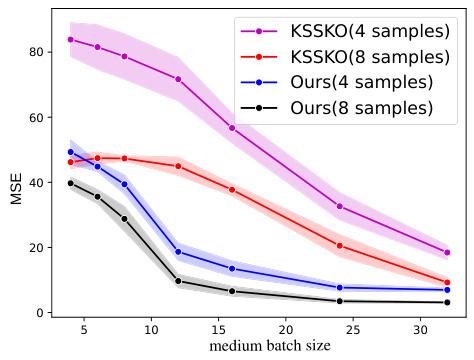 KSSKO(4 samples)
KSSKO(8 samples)
Ours(4 samples)
Ours(8 samples)
80
60
40
20
0
MSE
5 10 15 20 25 30
medium batch size